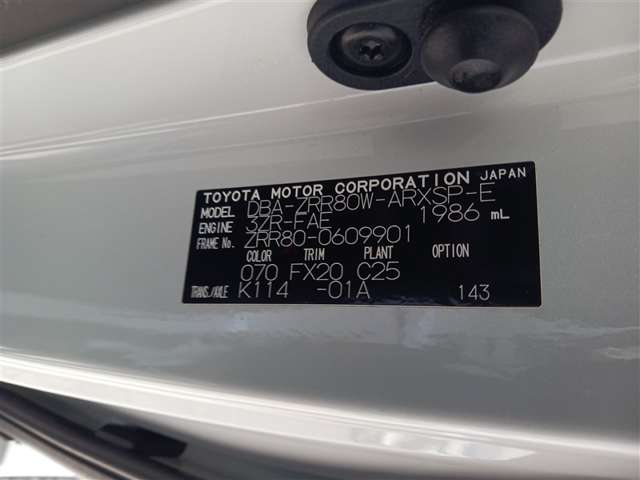 TOYOTA MOTOR CORPORATION JAPAN
MODEL DBA-ZRR80W-ARXSP-E
ENGINE 3ZR-FAE 1986 mL
FRAME No. ZRR80-0609901
COLOR TRIM PLANT OPTION
070 FX20 C25
TRANS./AXLE K114 -01A 143